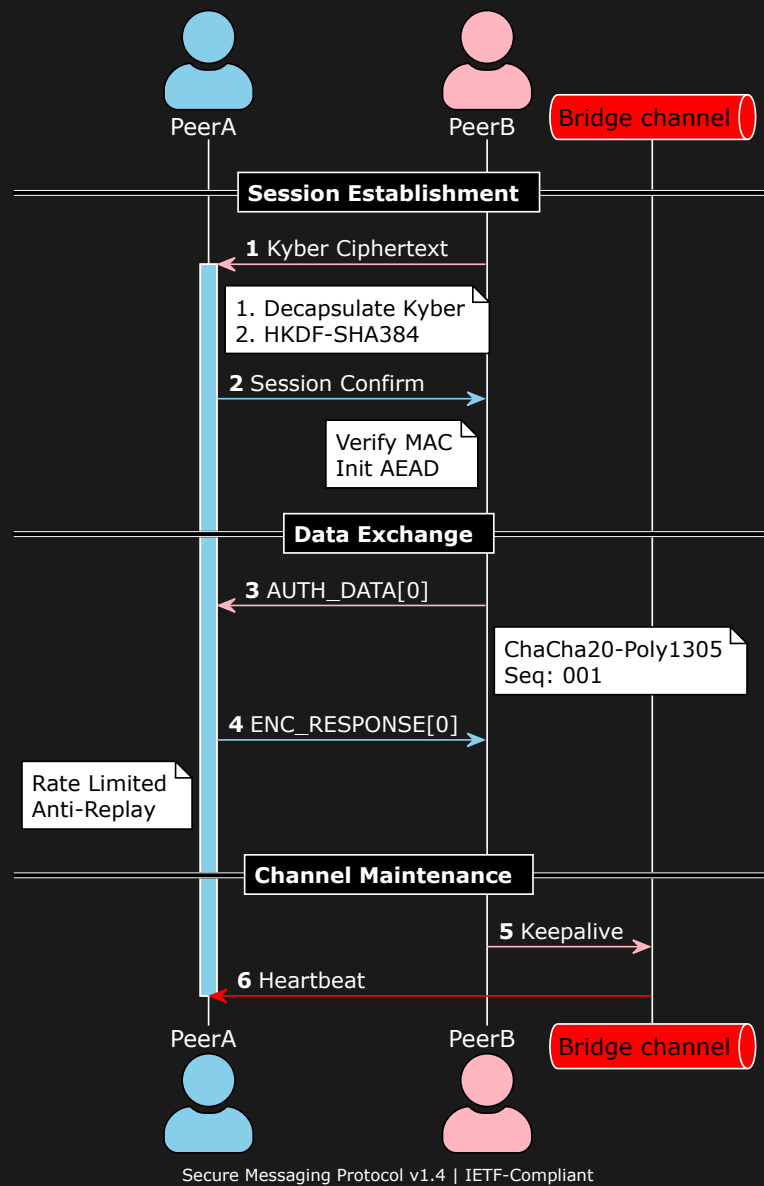 PeerA
PeerB
Bridge channel
Session Establishment
1 Kyber Ciphertext
1. Decapsulate Kyber
2. HKDF-SHA384
2 Session Confirm
Verify MAC
Init AEAD
Data Exchange
3 AUTH_DATA[0]
ChaCha20-Poly1305
Seq: 001
4 ENC_RESPONSE[0]
Rate Limited
Anti-Replay
Channel Maintenance
5 Keepalive
6 Heartbeat
PeerA
PeerB
Bridge channel
Secure Messaging Protocol v1.4 | IETF-Compliant